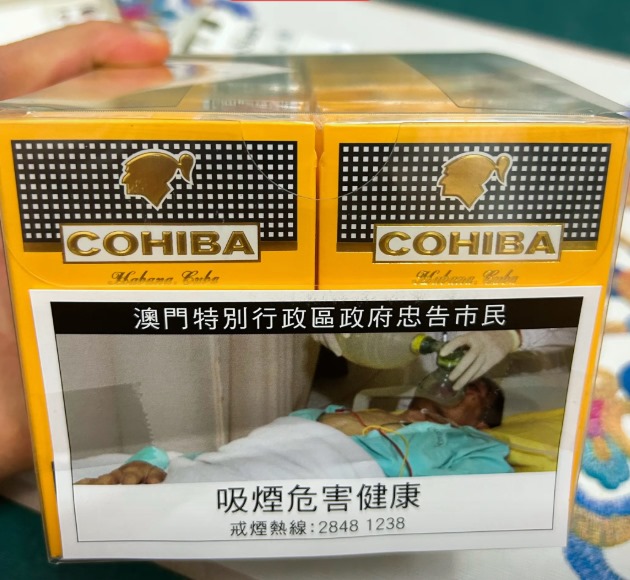 COHIBA
Habana, Cuba
COHIBA
Habana, Cuba
澳門特別行政區政府忠告市民
吸煙危害健康
戒煙熱線:2848 1238